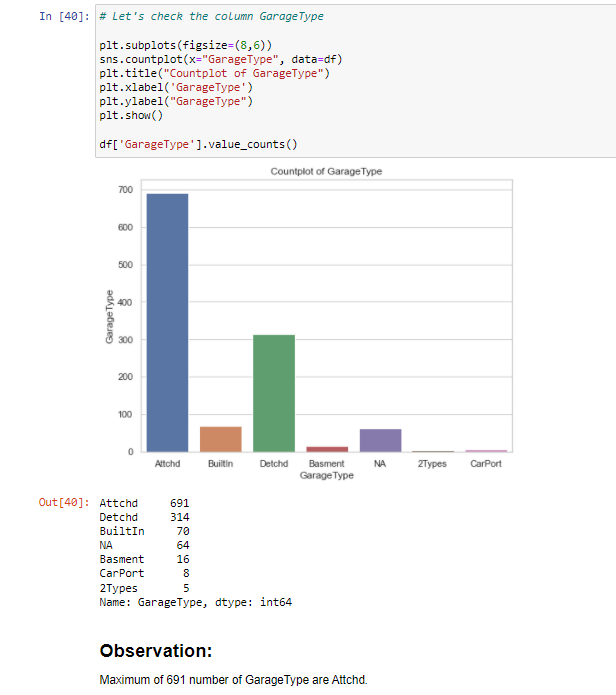 In [40]: # Let's check the column GarageType
plt.subplots(figsize=(8,6))
sns.countplot(x="GarageType", data=df)
plt.title("Countplot of GarageType")
plt.xlabel('GarageType')
plt.ylabel("GarageType")
plt.show()
df['GarageType'].value_counts()
Countplot of GarageType
700
600
500
400
300
200
100
0
GarageType
Attchd BuiltIn Detchd Basment NA 2Types CarPort
GarageType
Out[40]: Attchd 691
Detchd 314
BuiltIn 70
NA 64
Basment 16
CarPort 8
2Types 5
Name: GarageType, dtype: int64
Observation:
Maximum of 691 number of GarageType are Attchd.